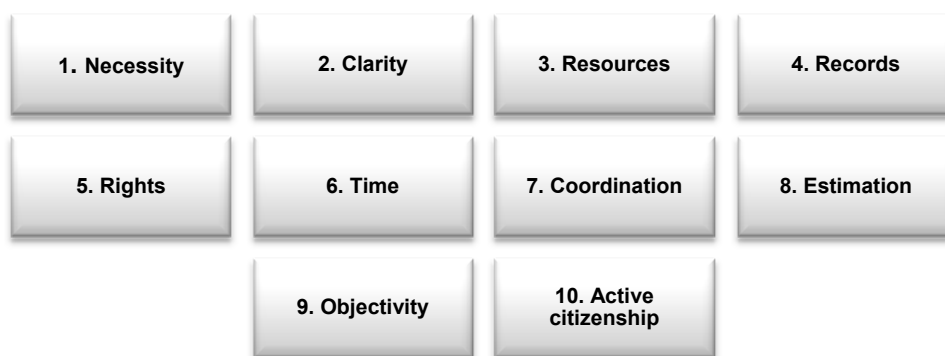 1. Necessity
2. Clarity
3. Resources
4. Records
5. Rights
6. Time
7. Coordination
8. Estimation
9. Objectivity
10. Active
citizenship